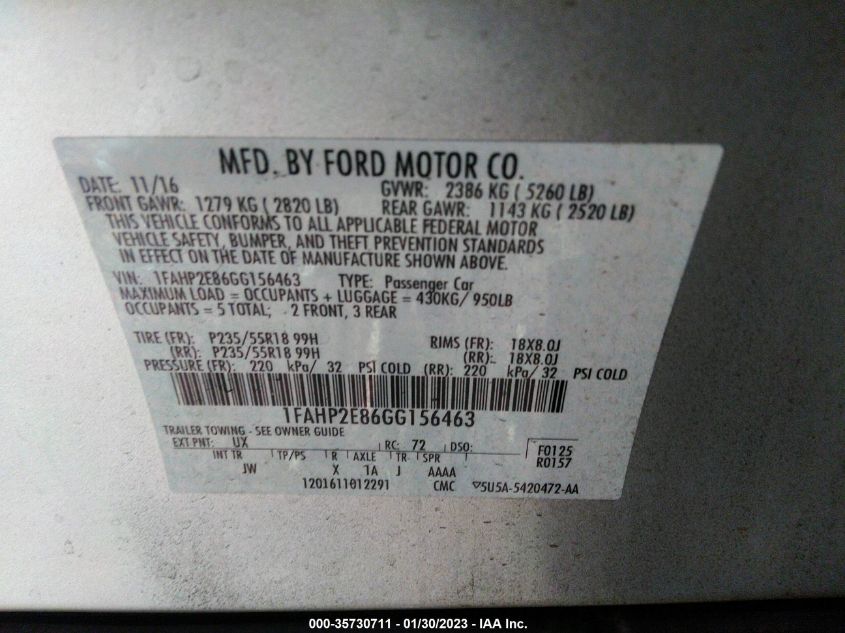 MFD. BY FORD MOTOR CO.
DATE: 11/16 GVWR: 2386 KG ( 5260 LB)
FRONT GAWR: 1279 KG ( 2820 LB) REAR GAWR: 1143 KG ( 2520 LB)
THIS VEHICLE CONFORMS TO ALL APPLICABLE FEDERAL MOTOR
VEHICLE SAFETY, BUMPER, AND THEFT PREVENTION STANDARDS
IN EFFECT ON THE DATE OF MANUFACTURE SHOWN ABOVE.
VIN: 1FAHP2E86GG156463 TYPE: Passenger Car
MAXIMUM LOAD = OCCUPANTS + LUGGAGE = 430KG/ 950LB
OCCUPANTS = 5 TOTAL; 2 FRONT, 3 REAR
TIRE (FR): P235/55R18 99H RIMS (FR): 18X8.0J
(RR): P235/55R18 99H (RR): 18X8.0J
PRESSURE (FR): 220 kPa/ 32 PSI COLD (RR): 220 kPa/ 32 PSI COLD
1FAHP2E86GG156463
TRAILER TOWING - SEE OWNER GUIDE
EXT PNT: UX RC: 72 DSO: F0125
INT TR TP/PS R AXLE TR SPR R0157
JW X 1A J AAAA
1201611012291 CMC ▽5U5A-5420472-AA
000-35730711 - 01/30/2023 - IAA Inc.